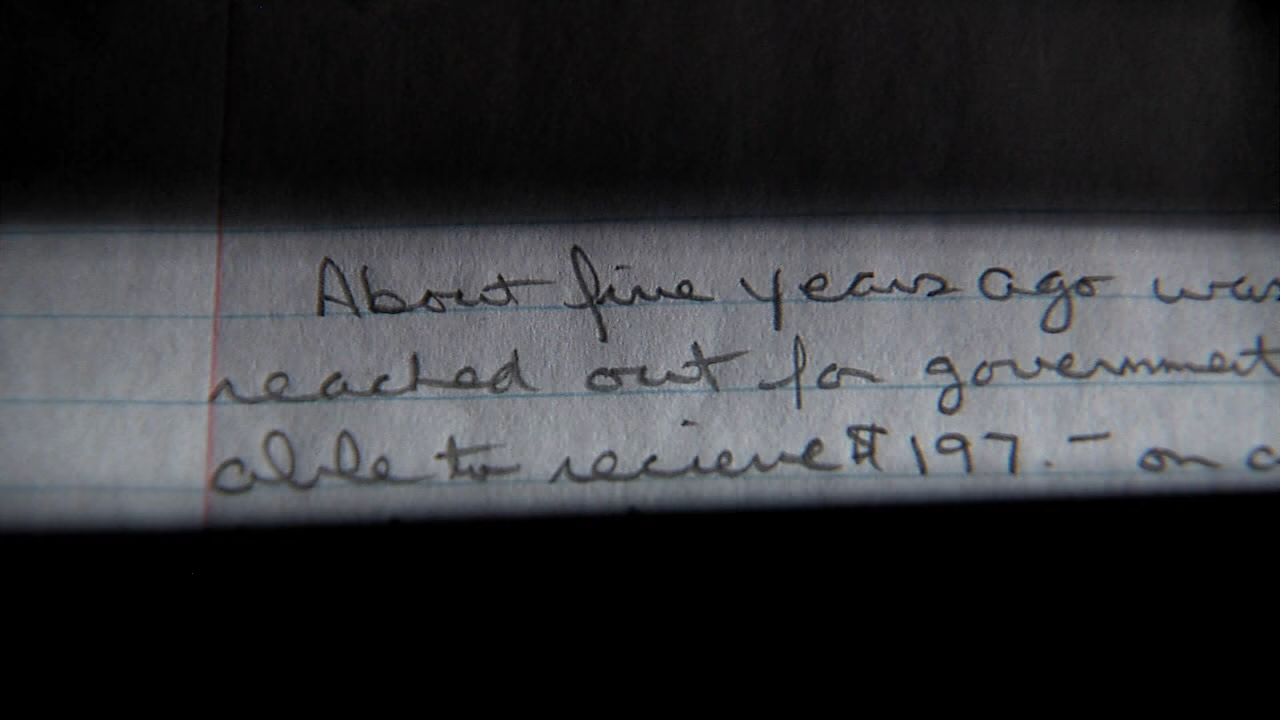 About five years ago was
reached out for government
able to recieve $197.– on a